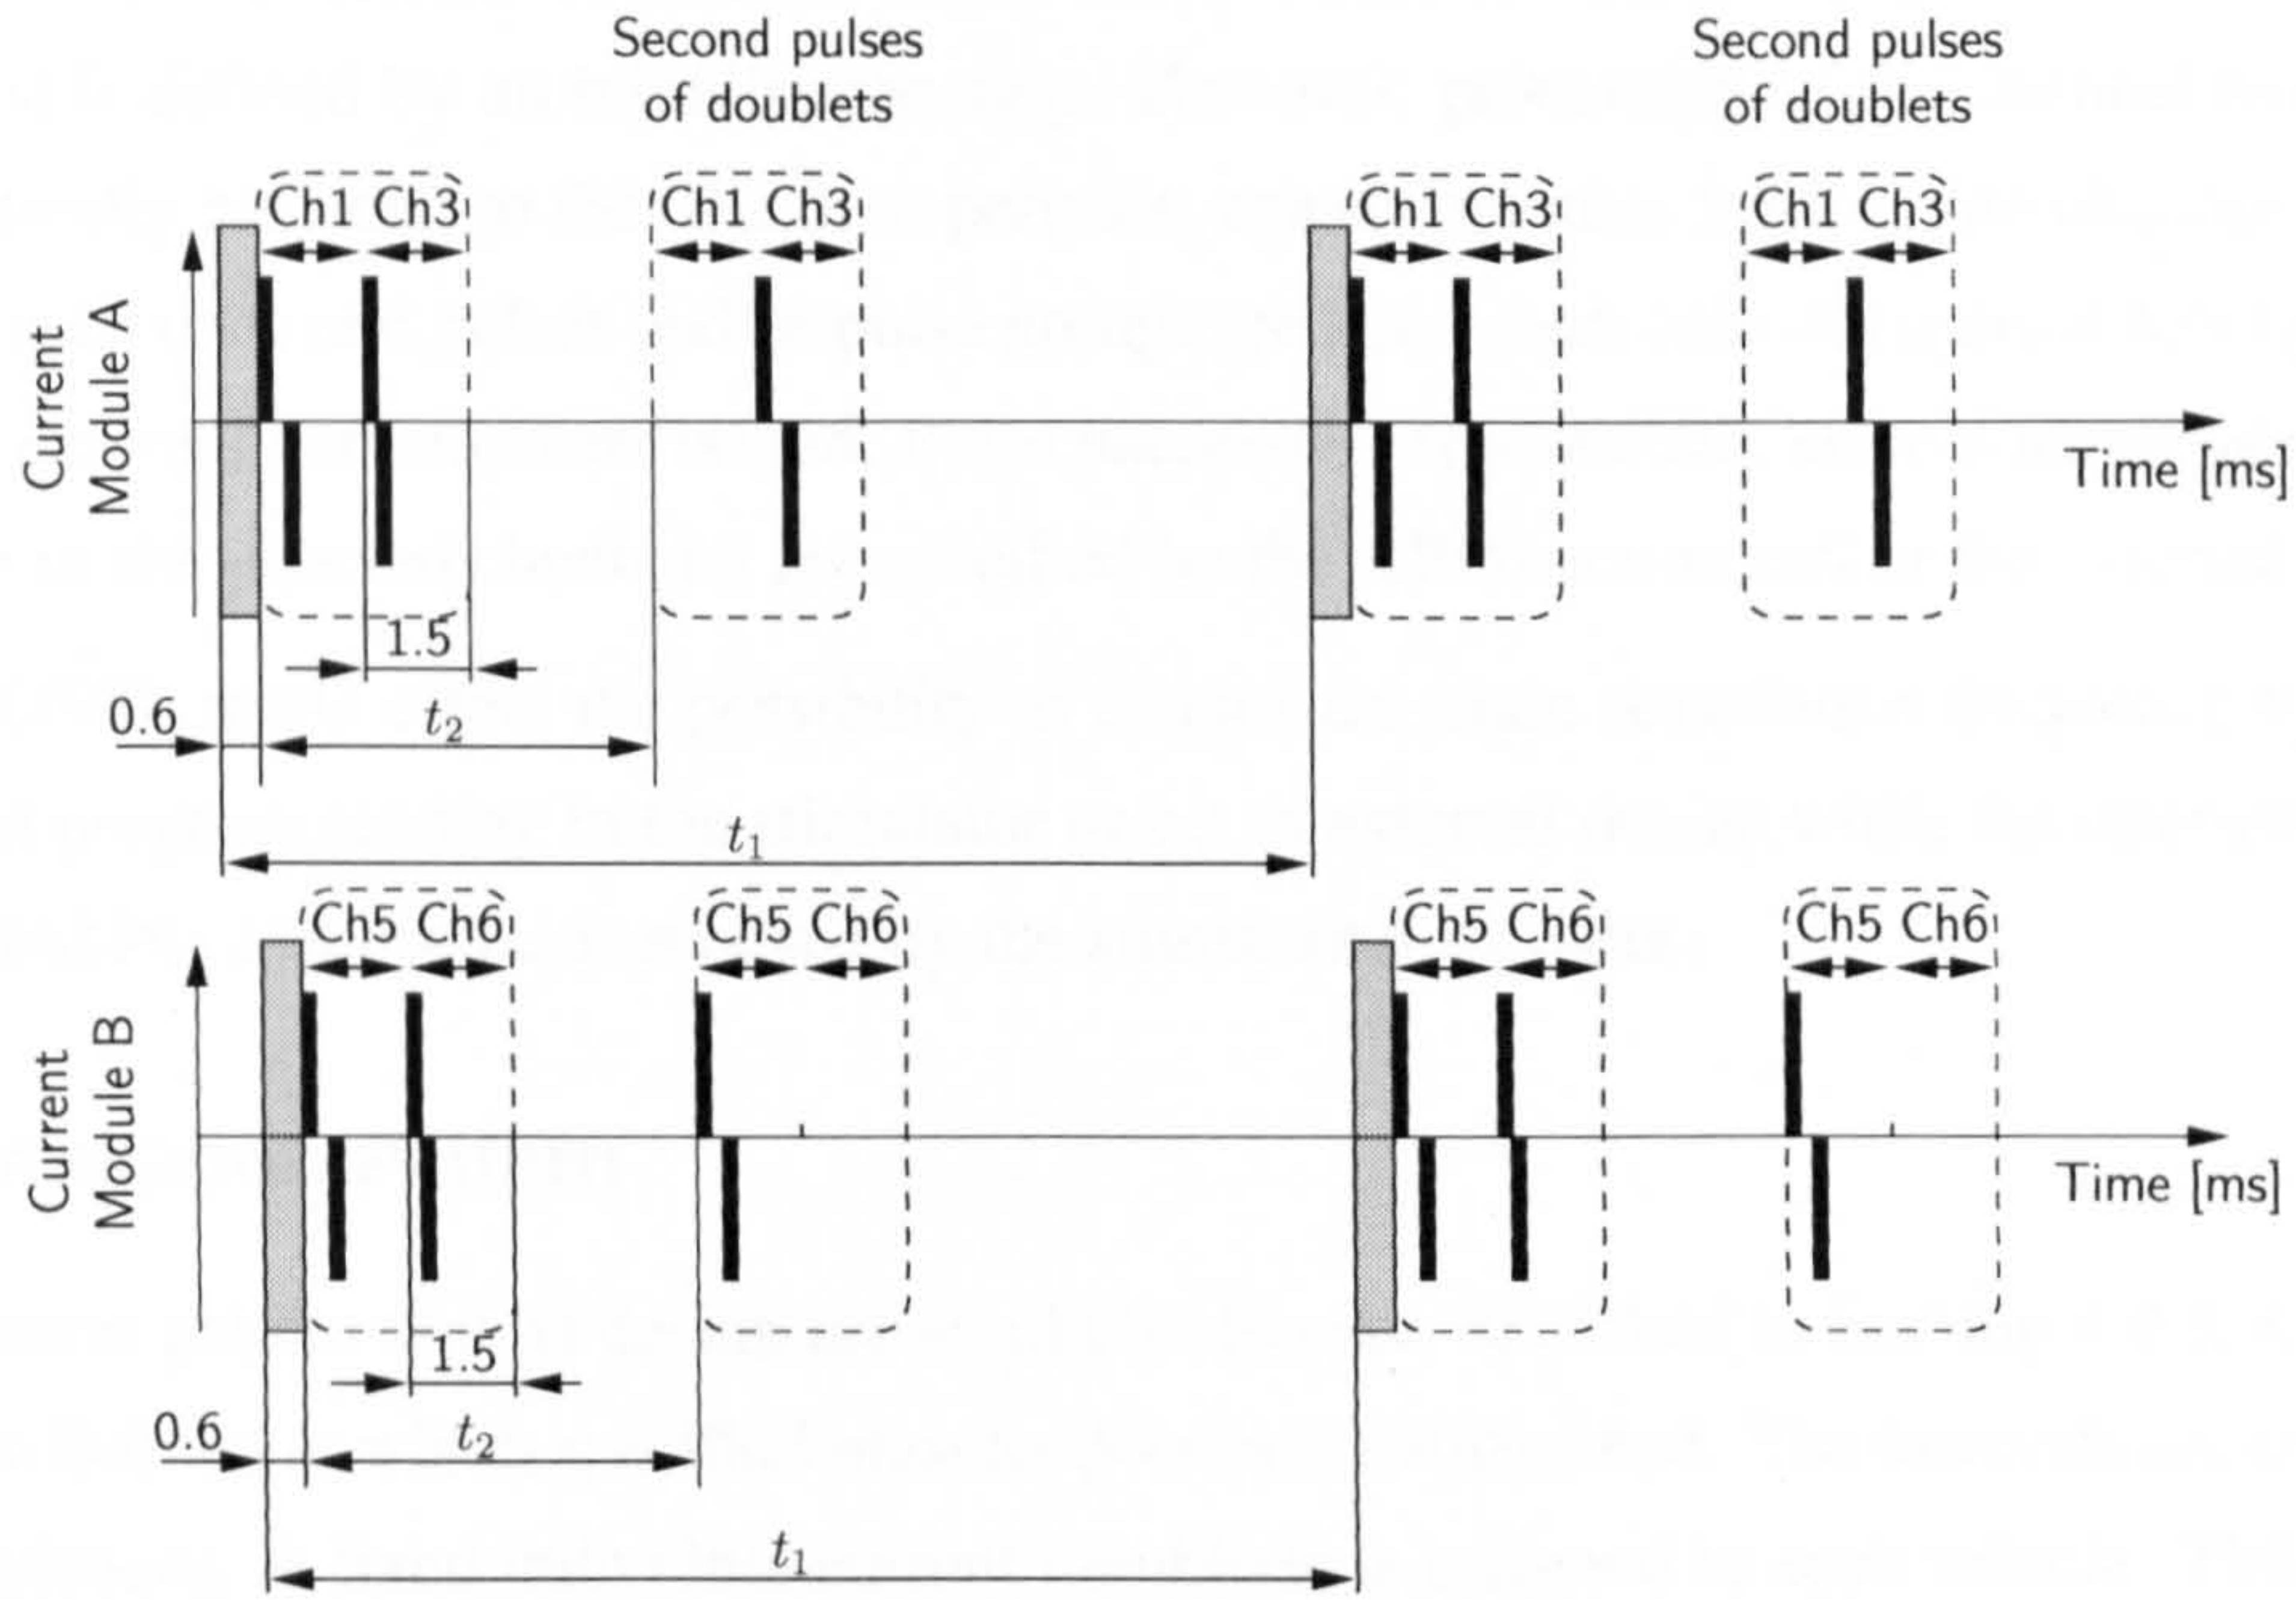 Second pulses
of doublets
Second pulses
of doublets
Ch1 Ch3
Ch1 Ch3
Ch1 Ch3
Ch1 Ch3
Current
Module A
Time [ms]
1.5
0.6
t₂
t₁
Ch5 Ch6
Ch5 Ch6
Ch5 Ch6
Ch5 Ch6
Current
Module B
Time [ms]
1.5
0.6
t₂
t₁